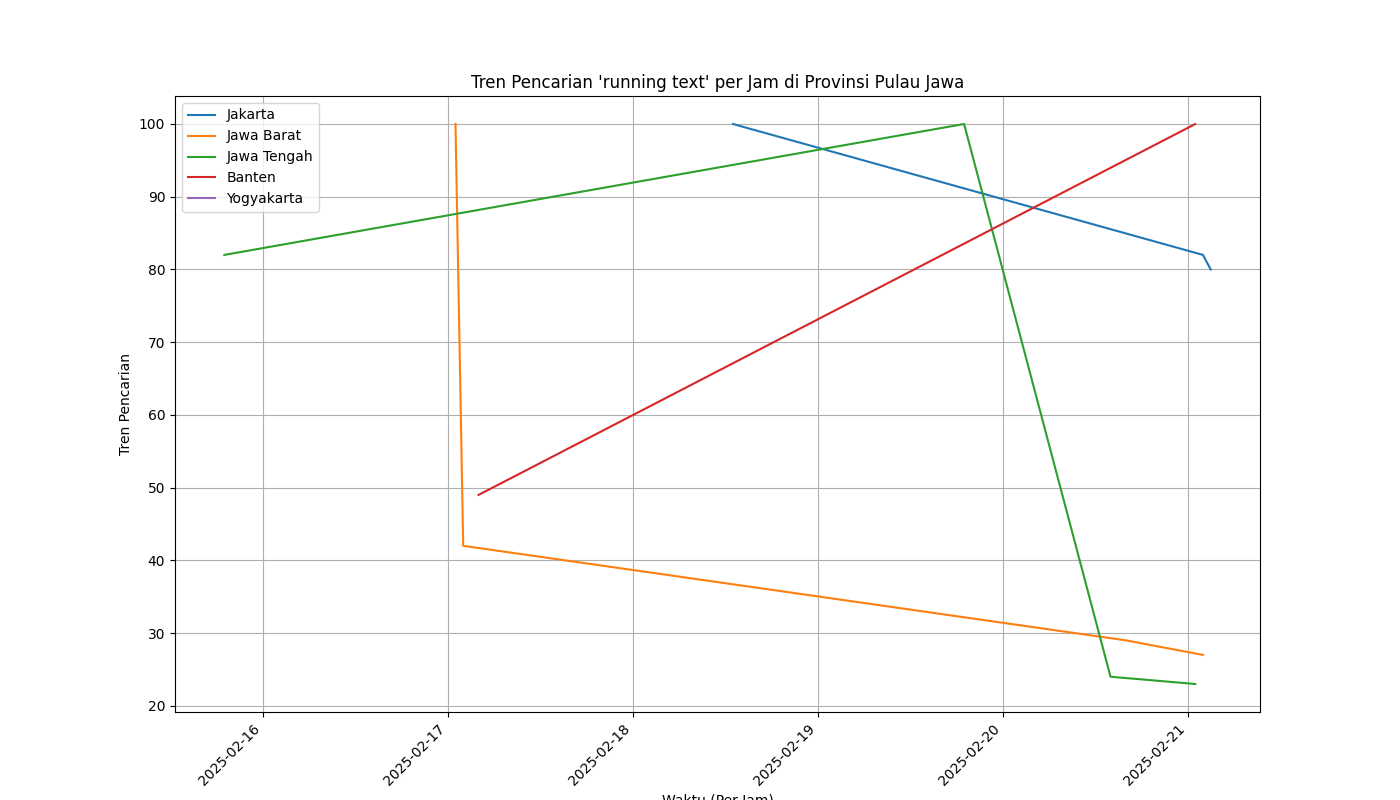 Tren Pencarian 'running text' per Jam di Provinsi Pulau Jawa
Jakarta
Jawa Barat
Jawa Tengah
Banten
Yogyakarta
100
90
80
70
60
50
40
30
20
Tren Pencarian
2025-02-16
2025-02-17
2025-02-18
2025-02-19
2025-02-20
2025-02-21
Waktu (Per Jam)